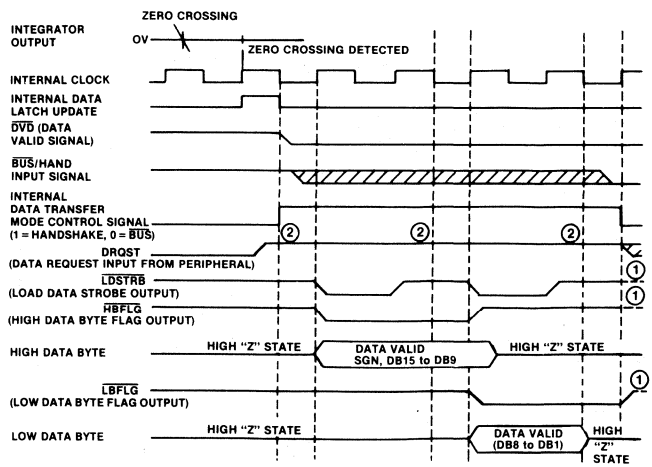 ZERO CROSSING
INTEGRATOR
OUTPUT
OV
ZERO CROSSING DETECTED
INTERNAL CLOCK
INTERNAL DATA
LATCH UPDATE
DVD (DATA
VALID SIGNAL)
BUS/HAND
INPUT SIGNAL
INTERNAL
DATA TRANSFER
MODE CONTROL SIGNAL
(1 = HANDSHAKE, 0 = BUS)
2 2 2
DRQST
(DATA REQUEST INPUT FROM PERIPHERAL)
1
LDSTRB
(LOAD DATA STROBE OUTPUT)
1
HBFLG
(HIGH DATA BYTE FLAG OUTPUT)
HIGH DATA BYTE
HIGH "Z" STATE
DATA VALID
SGN, DB15 to DB9
HIGH "Z" STATE
LBFLG
(LOW DATA BYTE FLAG OUTPUT)
1
LOW DATA BYTE
HIGH "Z" STATE
DATA VALID
(DB8 to DB1)
HIGH
"Z"
STATE